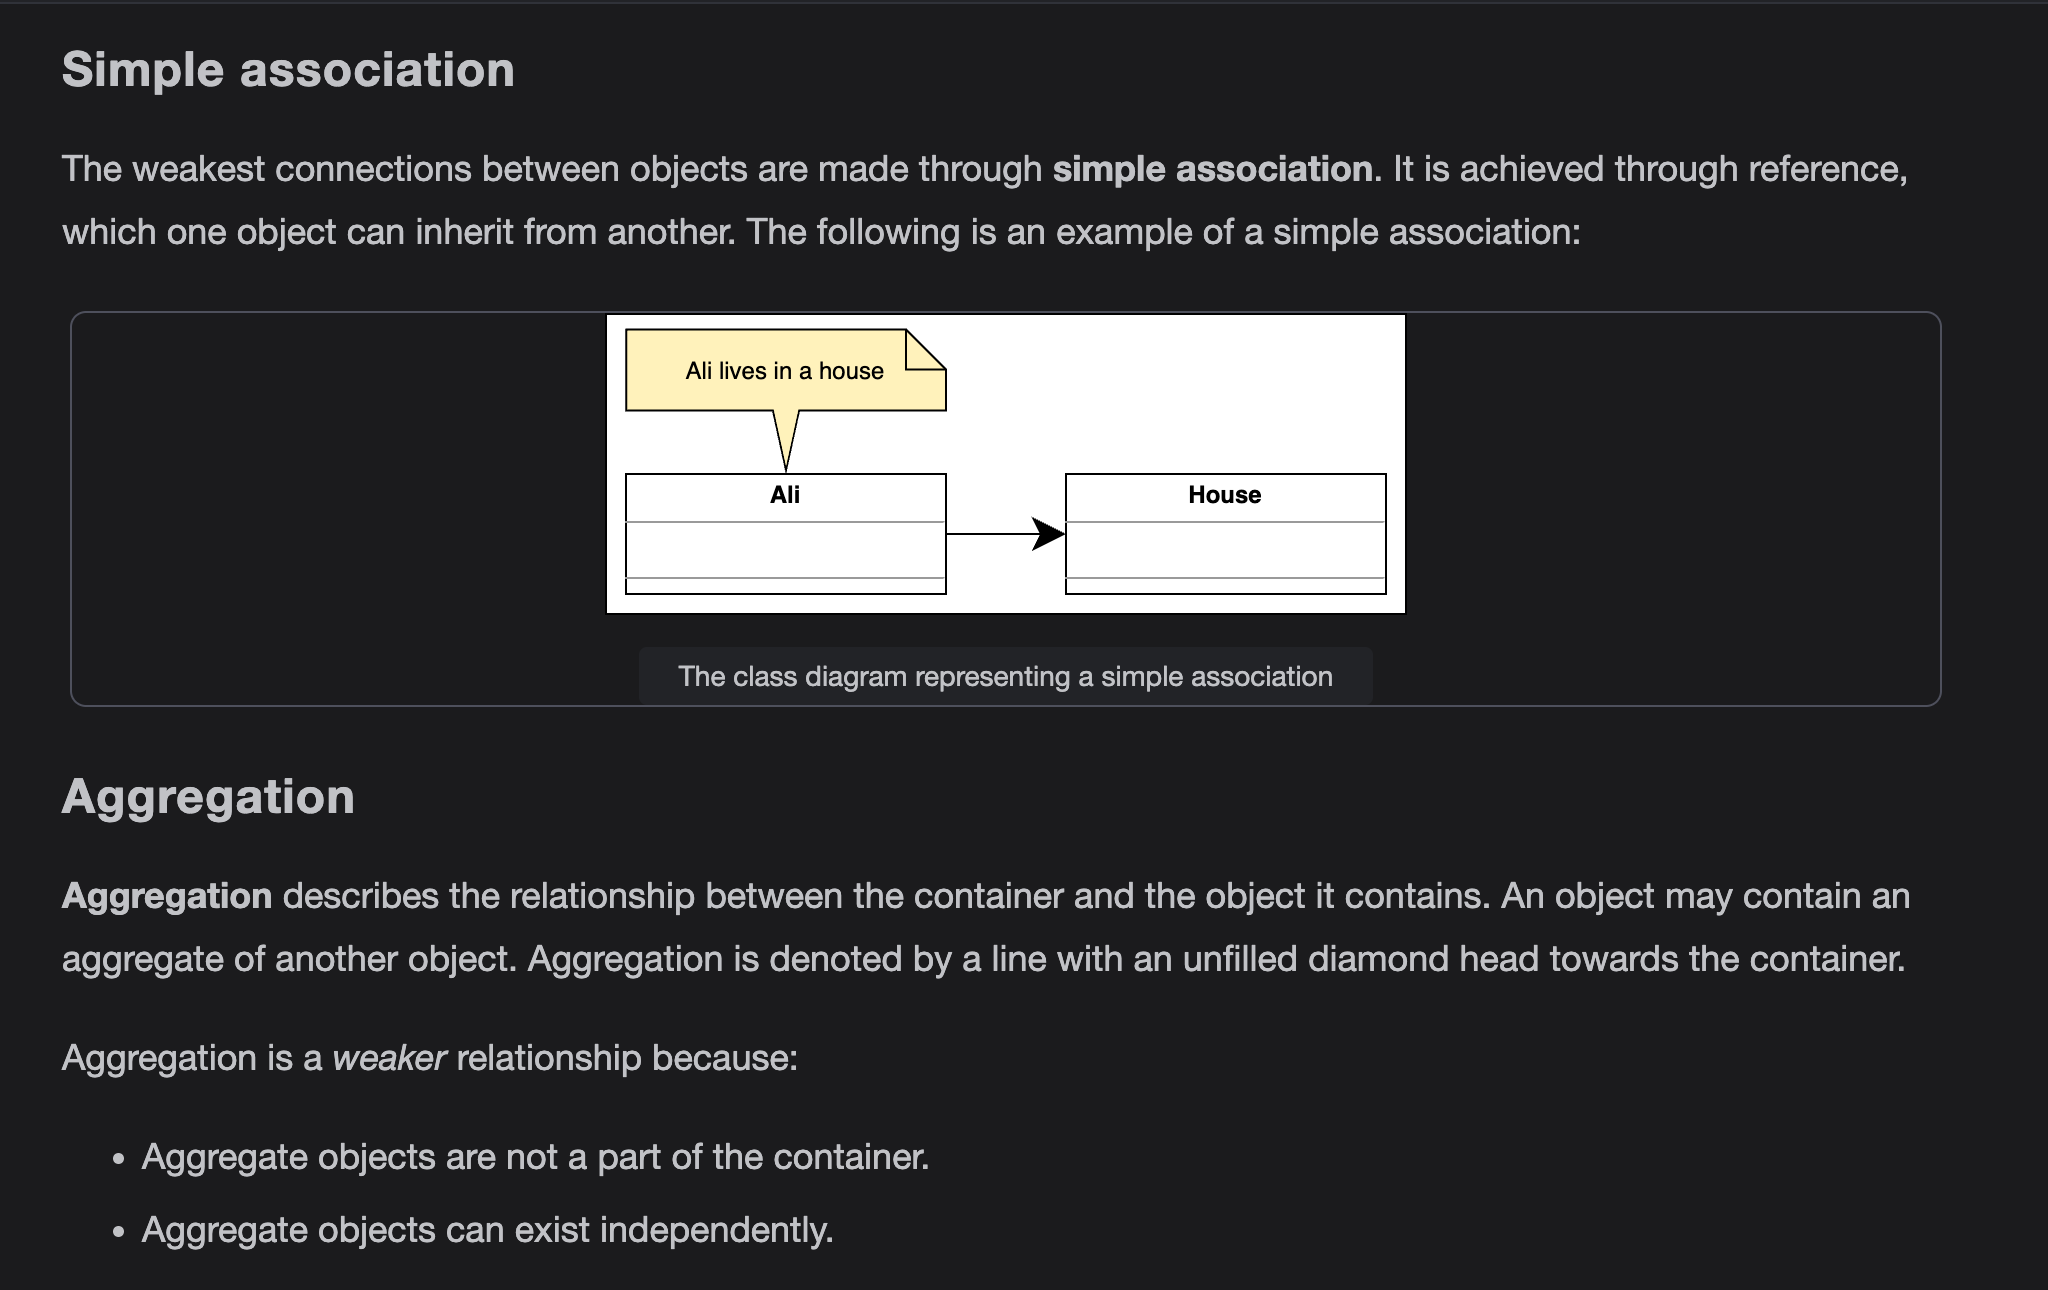 Simple association
The weakest connections between objects are made through simple association. It is achieved through reference,
which one object can inherit from another. The following is an example of a simple association:
Ali lives in a house
Ali
House
The class diagram representing a simple association
Aggregation
Aggregation describes the relationship between the container and the object it contains. An object may contain an
aggregate of another object. Aggregation is denoted by a line with an unfilled diamond head towards the container.
Aggregation is a weaker relationship because:
• Aggregate objects are not a part of the container.
• Aggregate objects can exist independently.